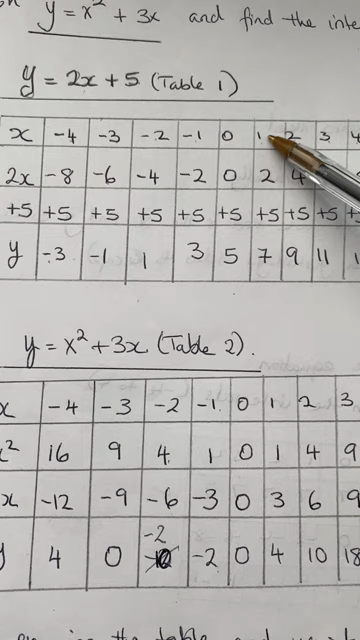 y = x² + 3x and find the
y = 2x + 5 (Table 1)
x -4 -3 -2 -1 0 1 2 3 4
2x -8 -6 -4 -2 0 2 4
+5 +5 +5 +5 +5 +5 +5 +5 +5
y -3 -1 1 3 5 7 9 11 1
y = x² + 3x (Table 2).
x -4 -3 -2 -1 0 1 2 3
x² 16 9 4 1 0 1 4 9
x -12 -9 -6 -3 0 3 6 9
-2
y 4 0 -2 0 4 10 18